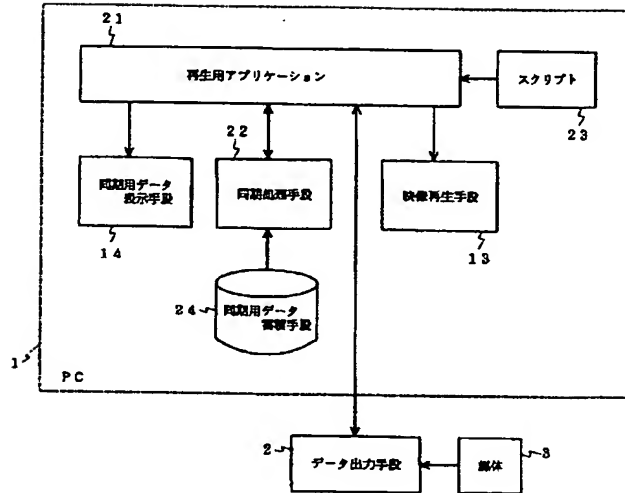 21
再生用アプリケーション
スクリプト
23
22
同期用データ
提示手段
14
同期処理手段
映像再生手段
13
24
同期用データ
蓄積手段
1
PC
2
データ出力手段
媒体
3